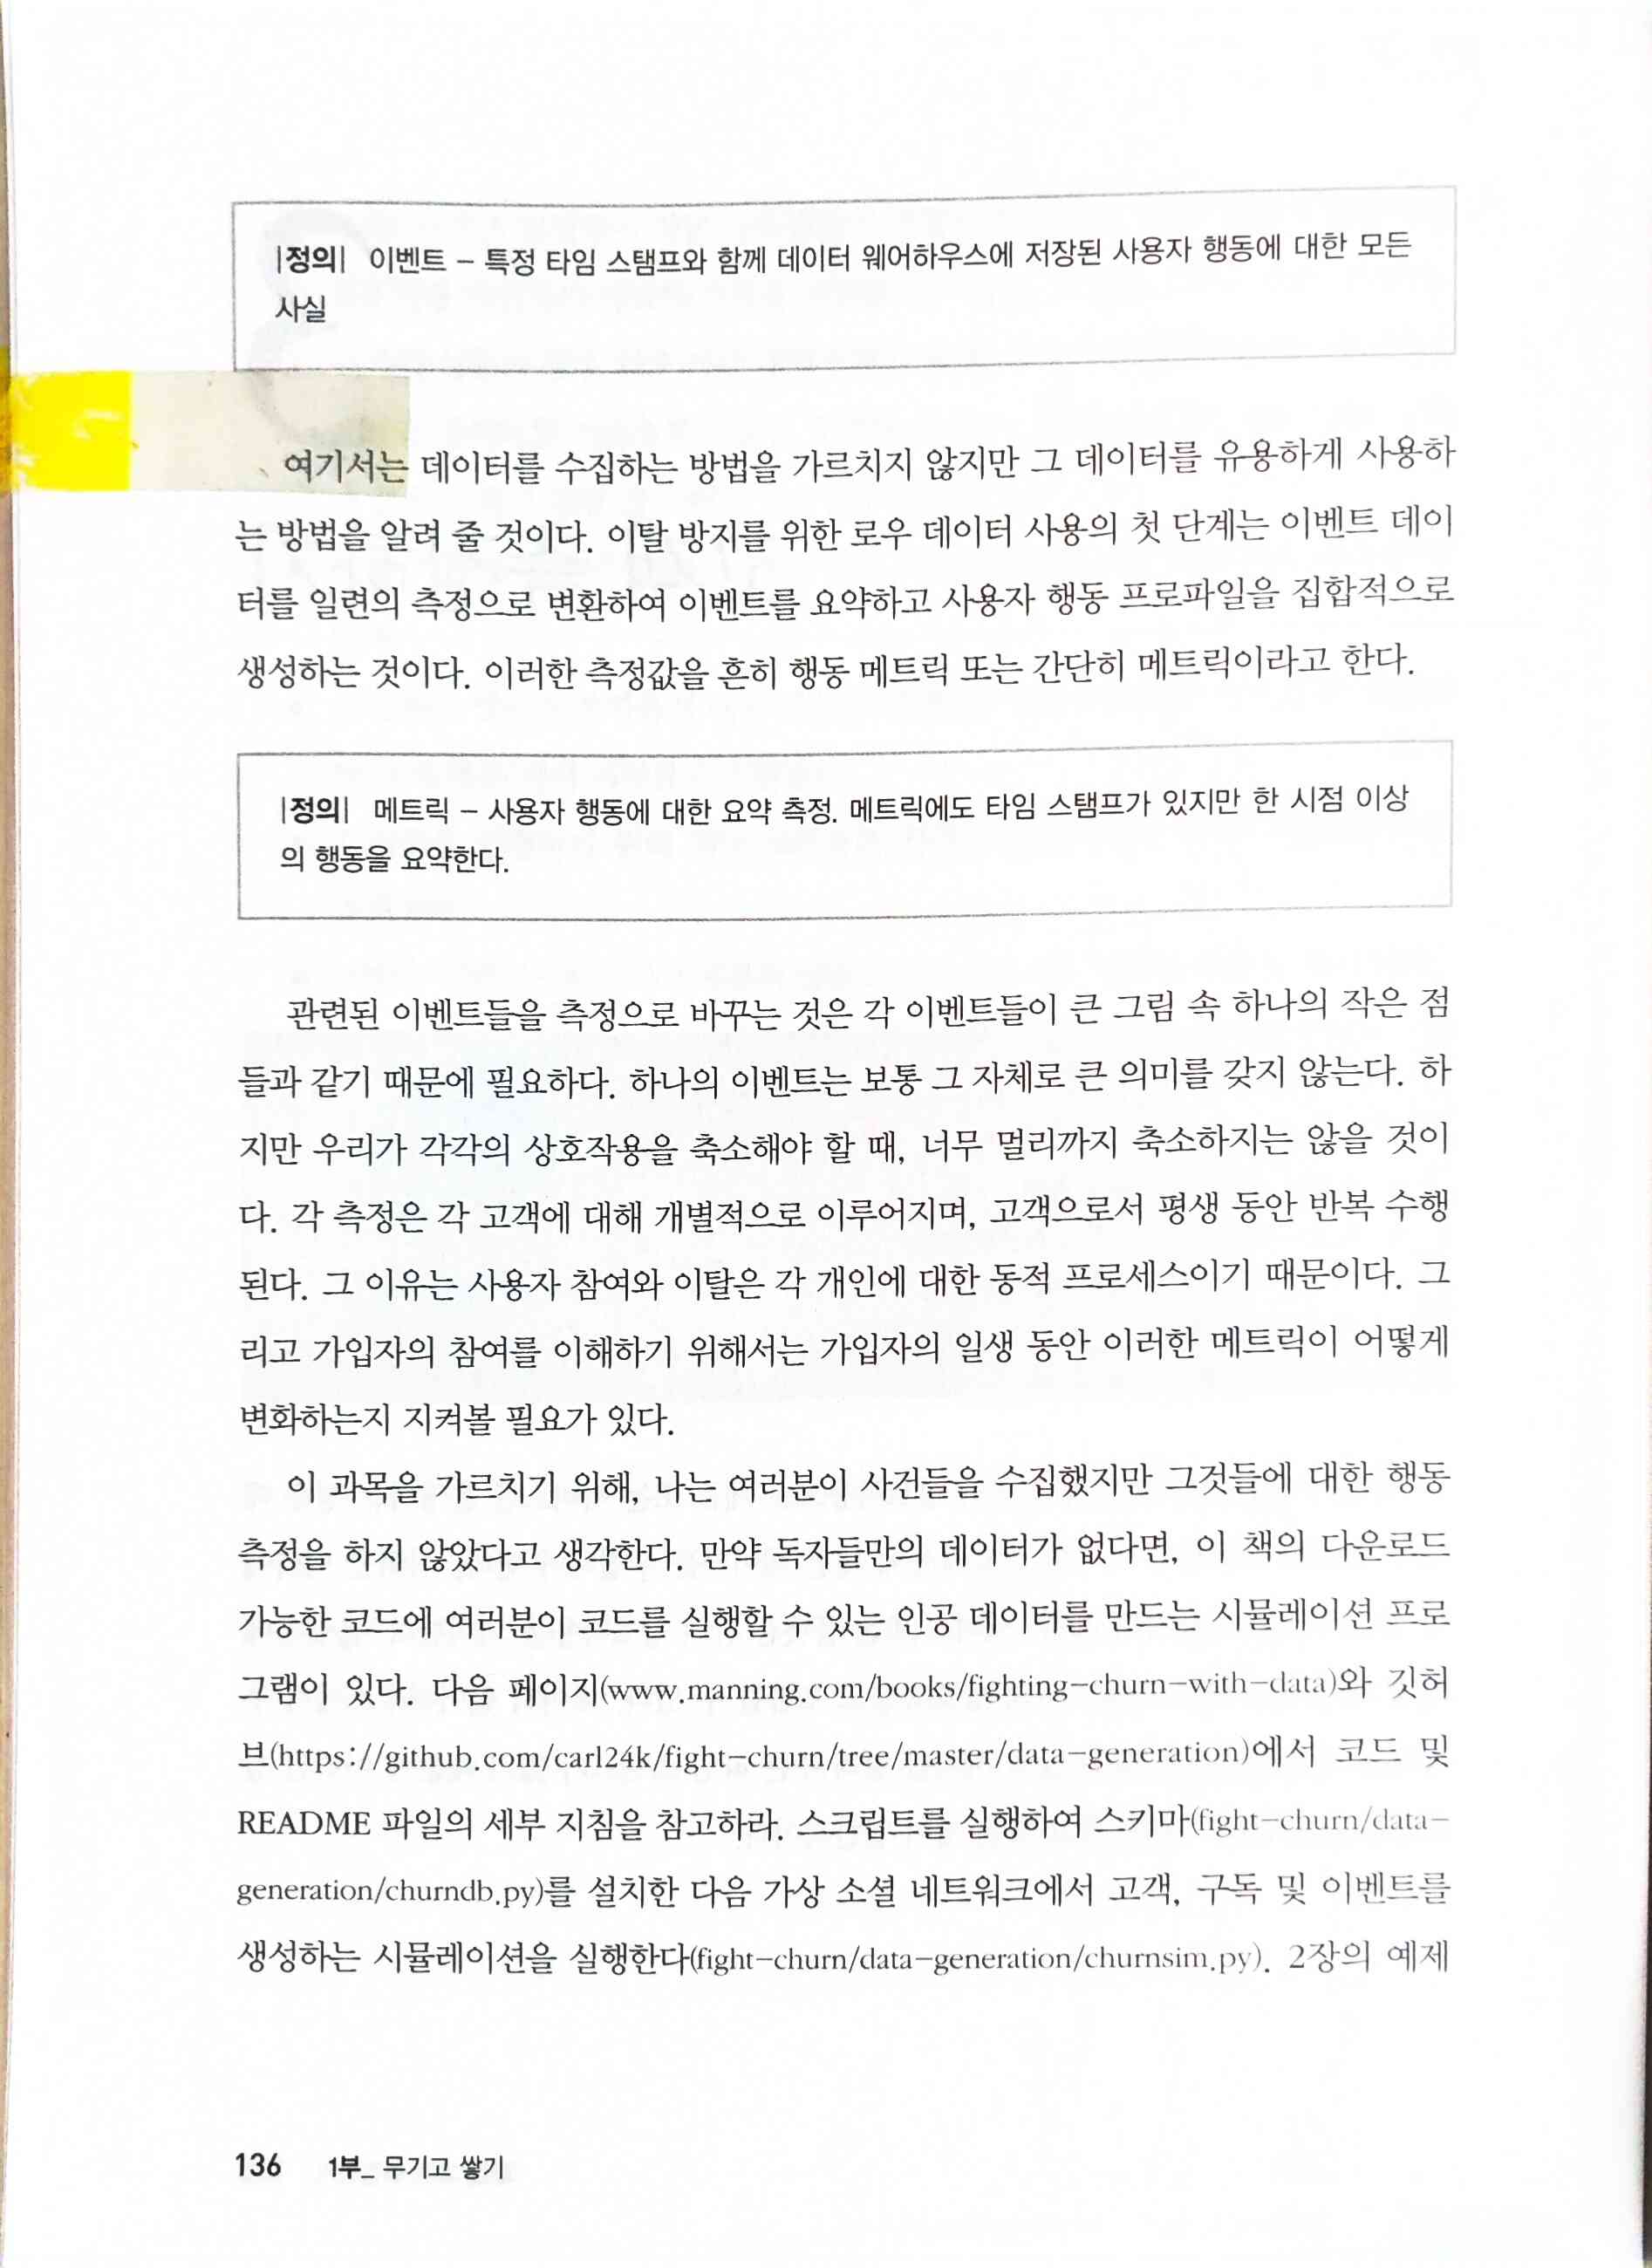 |정의| 이벤트 – 특정 타임 스탬프와 함께 데이터 웨어하우스에 저장된 사용자 행동에 대한 모든
사실
여기서는 데이터를 수집하는 방법을 가르치지 않지만 그 데이터를 유용하게 사용하
는 방법을 알려 줄 것이다. 이탈 방지를 위한 로우 데이터 사용의 첫 단계는 이벤트 데이
터를 일련의 측정으로 변환하여 이벤트를 요약하고 사용자 행동 프로파일을 집합적으로
생성하는 것이다. 이러한 측정값을 흔히 행동 메트릭 또는 간단히 메트릭이라고 한다.
|정의| 메트릭 – 사용자 행동에 대한 요약 측정. 메트릭에도 타임 스탬프가 있지만 한 시점 이상
의 행동을 요약한다.
관련된 이벤트들을 측정으로 바꾸는 것은 각 이벤트들이 큰 그림 속 하나의 작은 점
들과 같기 때문에 필요하다. 하나의 이벤트는 보통 그 자체로 큰 의미를 갖지 않는다. 하
지만 우리가 각각의 상호작용을 축소해야 할 때, 너무 멀리까지 축소하지는 않을 것이
다. 각 측정은 각 고객에 대해 개별적으로 이루어지며, 고객으로서 평생 동안 반복 수행
된다. 그 이유는 사용자 참여와 이탈은 각 개인에 대한 동적 프로세스이기 때문이다. 그
리고 가입자의 참여를 이해하기 위해서는 가입자의 일생 동안 이러한 메트릭이 어떻게
변화하는지 지켜볼 필요가 있다.
이 과목을 가르치기 위해, 나는 여러분이 사건들을 수집했지만 그것들에 대한 행동
측정을 하지 않았다고 생각한다. 만약 독자들만의 데이터가 없다면, 이 책의 다운로드
가능한 코드에 여러분이 코드를 실행할 수 있는 인공 데이터를 만드는 시뮬레이션 프로
그램이 있다. 다음 페이지(www.manning.com/books/fighting-churn-with-data)와 깃허
브(https://github.com/carl24k/fight-churn/tree/master/data-generation)에서 코드 및
README 파일의 세부 지침을 참고하라. 스크립트를 실행하여 스키마(fight-churn/data-
generation/churndb.py)를 설치한 다음 가상 소셜 네트워크에서 고객, 구독 및 이벤트를
생성하는 시뮬레이션을 실행한다(fight-churn/data-generation/churnsim.py). 2장의 예제
136 1부_ 무기고 쌓기